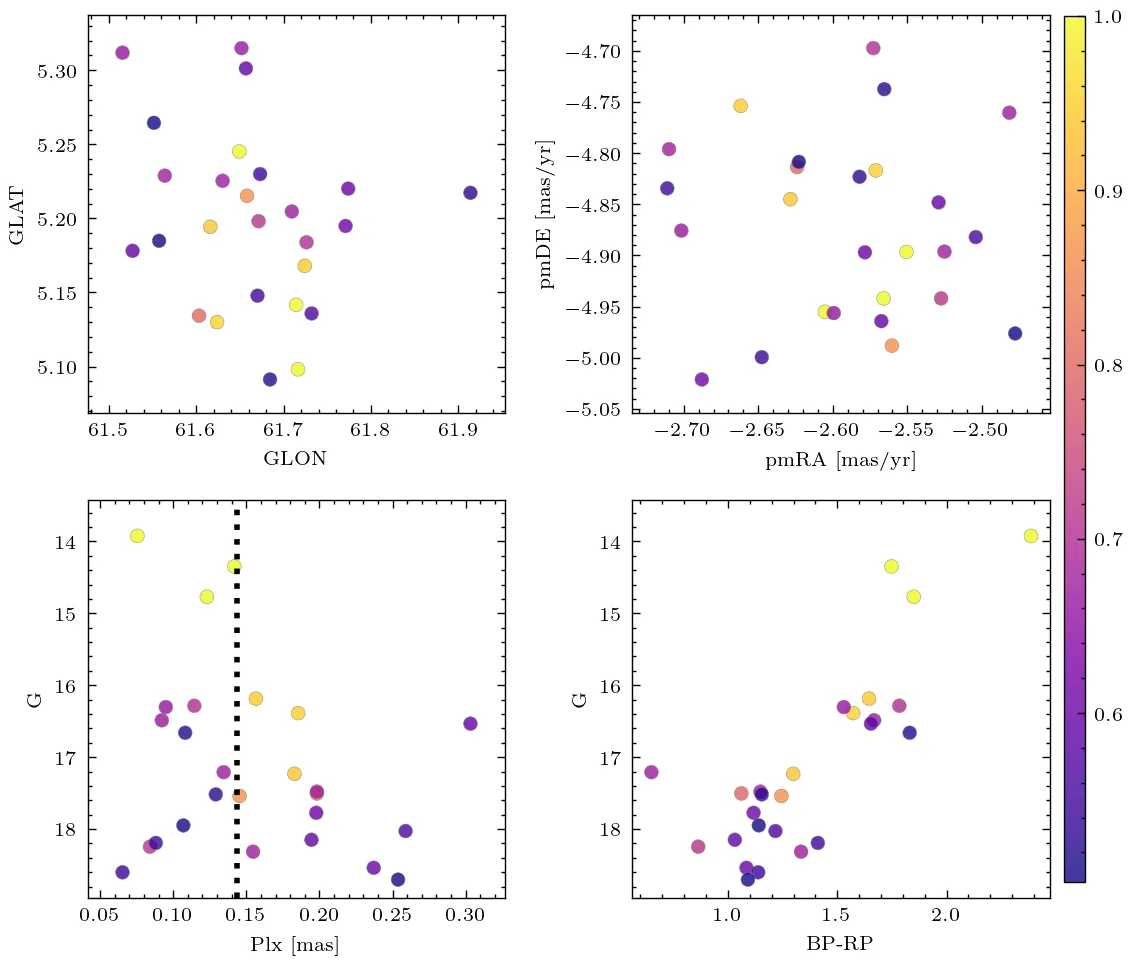 5.30
5.25
5.20
5.15
5.10
GLAT
61.5 61.6 61.7 61.8 61.9
GLON
−4.70
−4.75
−4.80
−4.85
−4.90
−4.95
−5.00
−5.05
pmDE [mas/yr]
−2.70 −2.65 −2.60 −2.55 −2.50
pmRA [mas/yr]
14
15
16
17
18
G
0.05 0.10 0.15 0.20 0.25 0.30
Plx [mas]
14
15
16
17
18
G
1.0 1.5 2.0
BP-RP
1.0
0.9
0.8
0.7
0.6